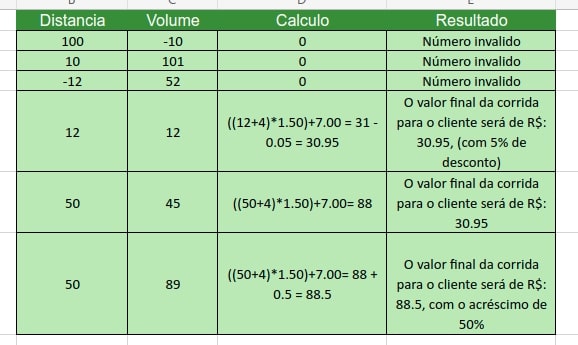 Distancia Volume Calculo Resultado
100 -10 0 Número invalido
10 101 0 Número invalido
-12 52 0 Número invalido
12 12 ((12+4)*1.50)+7.00 = 31 -
0.05 = 30.95
O valor final da corrida
para o cliente será de R$:
30.95, (com 5% de
desconto)
50 45 ((50+4)*1.50)+7.00= 88
O valor final da corrida
para o cliente será de R$:
30.95
50 89 ((50+4)*1.50)+7.00= 88 +
0.5 = 88.5
O valor final da corrida
para o cliente será de R$:
88.5, com o acréscimo de
50%